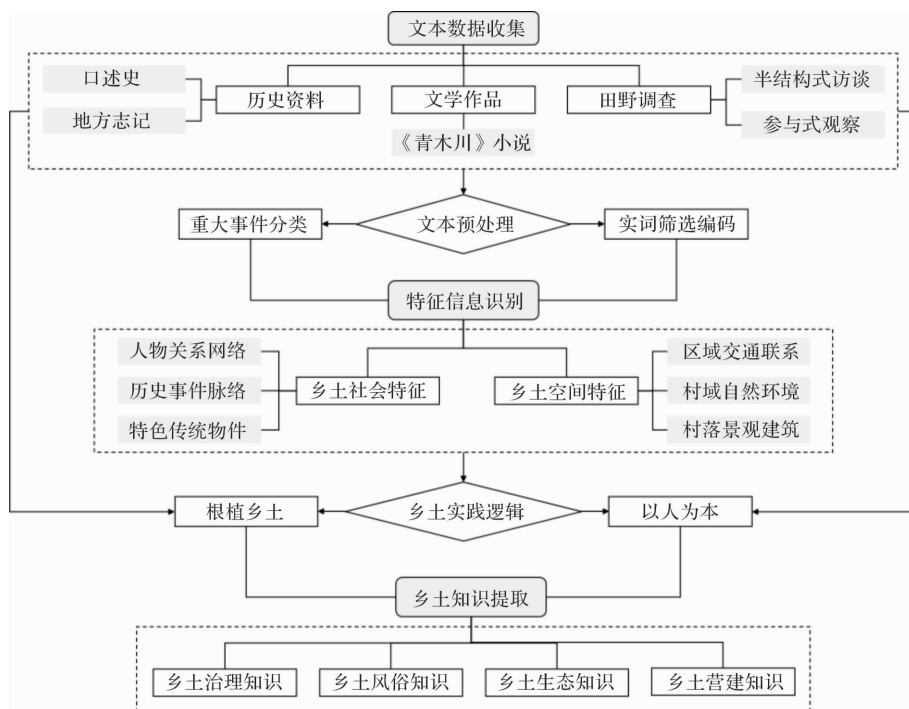 文本数据收集
口述史
地方志记
历史资料
文学作品
《青木川》小说
田野调查
半结构式访谈
参与式观察
重大事件分类
文本预处理
实词筛选编码
特征信息识别
人物关系网络
历史事件脉络
特色传统物件
乡土社会特征
乡土空间特征
区域交通联系
村域自然环境
村落景观建筑
根植乡土
乡土实践逻辑
以人为本
乡土知识提取
乡土治理知识
乡土风俗知识
乡土生态知识
乡土营建知识